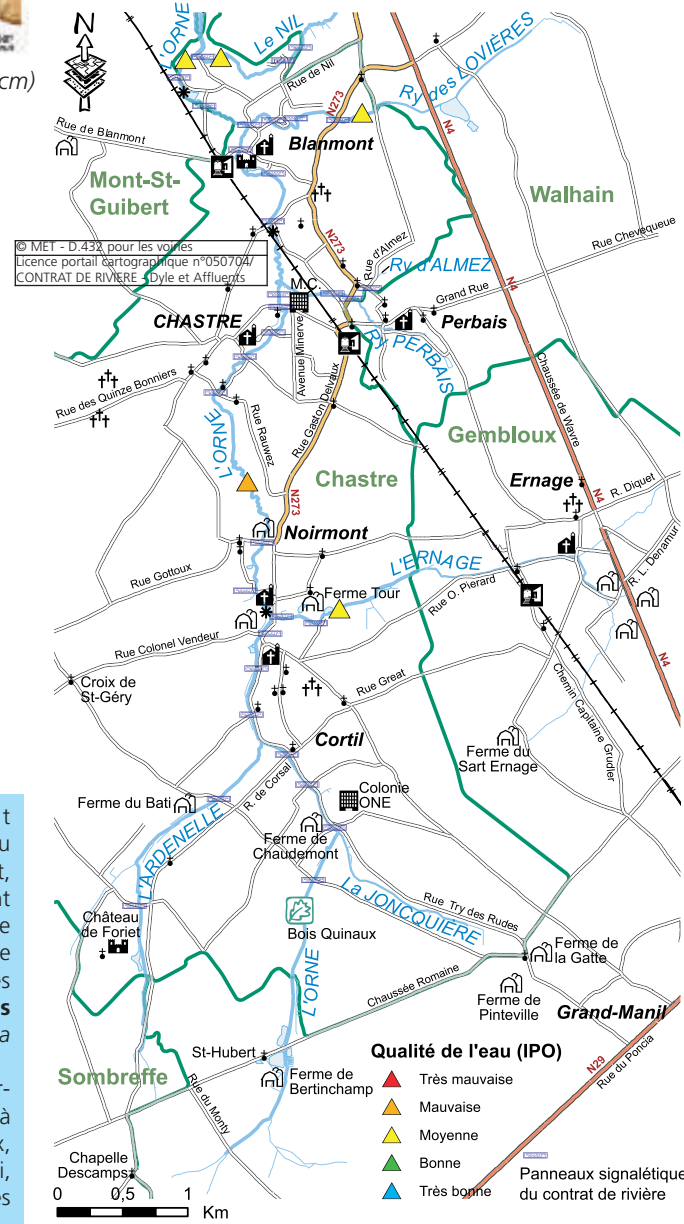 cm)
N
L'ORNE
Le NIL
Rue de Nil
N273
Ry des LOVIÈRES
N4
Rue de Blanmont
Blanmont
Mont-St-
Guibert
Walhain
© MET - D.432 pour les voiries
Licence portail cartographique n°050704/
CONTRAT DE RIVIERE - Dyle et Affluents
N273
Rue d'Almez
Rue Chevequeue
Ry d'ALMEZ
N4
M.C.
Grand Rue
CHASTRE
Perbais
Avenue Minerve
Ry PERBAIS
Chaussée de Wavre
Rue des Quinze Bonniers
Rue Gaston Delvaux
L'ORNE
Rue Rauwez
Gembloux
Chastre
Ernage
R. Diquet
N273
N4
Noirmont
L'ERNAGE
R. L. Denamur
Rue Gottoux
Ferme Tour
Rue O. Pierard
Rue Colonel Vendeur
N4
Croix de
St-Géry
Rue Great
Chemin Capitaine Grudler
Cortil
Ferme du
Sart Ernage
R. de Corsal
Ferme du Bati
Colonie
ONE
L'ARDENELLE
Ferme de
Chaudemont
La JONCQUIÈRE
Rue Try des Rudes
Château
de Foriet
Bois Quinaux
Ferme de
la Gatte
L'ORNE
Chaussée Romaine
Ferme de
Pinteville
Grand-Manil
St-Hubert
N29
Rue du Poncia
Sombreffe
Ferme de
Bertinchamp
Rue du Monty
Chapelle
Descamps
Qualité de l'eau (IPO)
Très mauvaise
Mauvaise
Moyenne
Bonne
Très bonne
Panneaux signalétique
du contrat de rivière
0 0,5 1
Km
t
u
t,
nt
e
e
es
s
a
r-
à
x,
i,
es